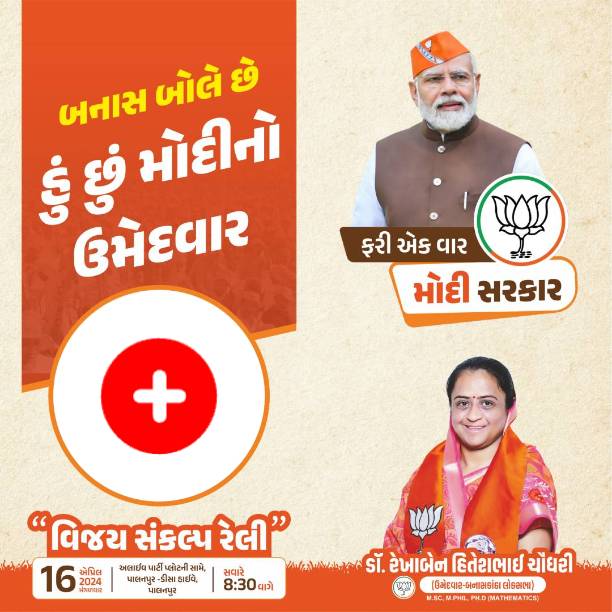 બનાસ બોલે છે
હું છું મોદીનો
ઉમેદવાર
ફરી એક વાર
મોદી સરકાર
“વિજય સંકલ્પ રેલી”
16 એપ્રિલ
2024
મંગળવાર
અલાઈવ પાર્ટી પ્લોટની સામે,
પાલનપુર -ડીસા હાઈવે,
પાલનપુર
સવારે
8:30 વાગે
ડૉ. રેખાબેન હિતેશભાઈ ચૌધરી
(ઉમેદવાર-બનાસકાંઠા લોકસભા)
M.SC, M.PHIL, PH.D (MATHEMATICS)